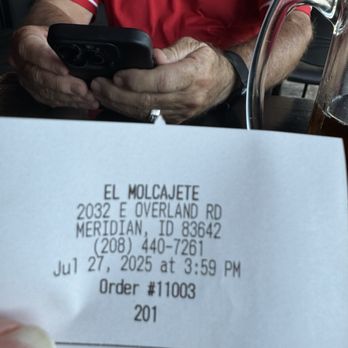 EL MOLCAJETE
2032 E OVERLAND RD
MERIDIAN, ID 83642
(208) 440-7261
Jul 27, 2025 at 3:59 PM
Order #11003
201